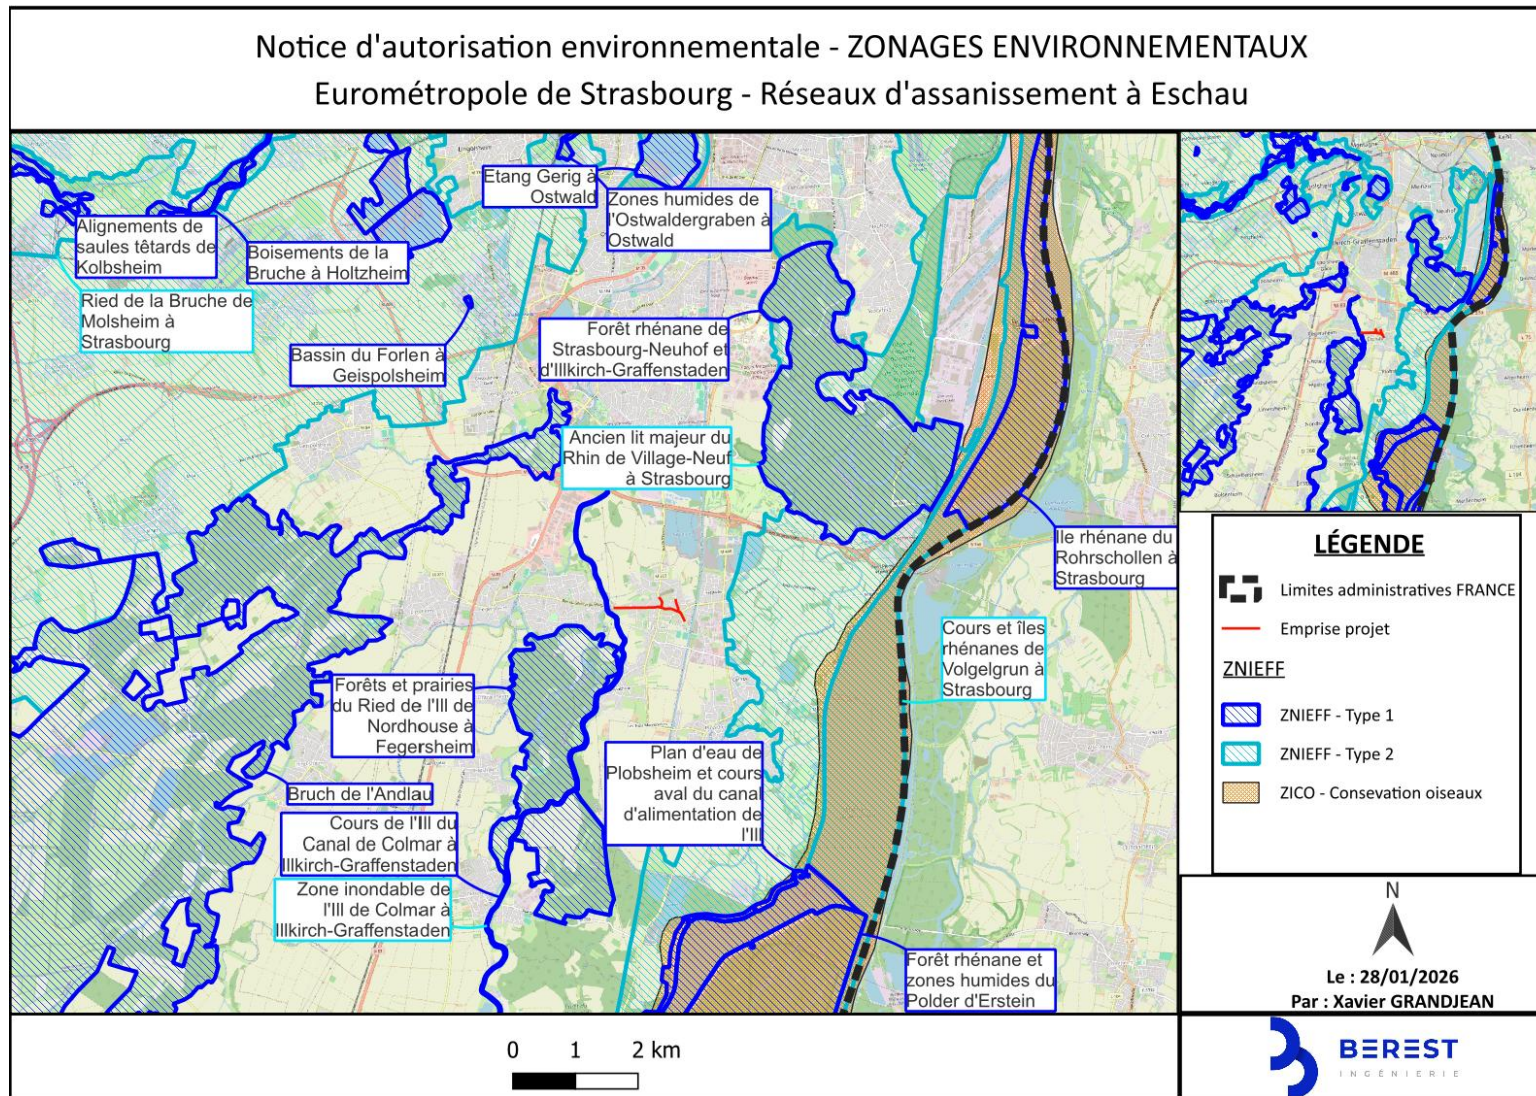 Notice d'autorisation environnementale - ZONAGES ENVIRONNEMENTAUX
Eurométropole de Strasbourg - Réseaux d'assanissement à Eschau
Etang Gerig à
Ostwald
Zones humides de
l'Ostwaldergraben à
Ostwald
Alignements de
saules têtards de
Kolbsheim
Boisements de la
Bruche à Holtzheim
Ried de la Bruche de
Molsheim à
Strasbourg
Bassin du Forlen à
Geispolsheim
Forêt rhénane de
Strasbourg-Neuhof et
d'Illkirch-Graffenstaden
Ancien lit majeur du
Rhin de Village-Neuf
à Strasbourg
Ile rhénane du
Rohrschollen à
Strasbourg
Cours et îles
rhénanes de
Volgelgrun à
Strasbourg
Forêts et prairies
du Ried de l'Ill de
Nordhouse à
Fegersheim
Plan d'eau de
Plobsheim et cours
aval du canal
d'alimentation de
l'Ill
Bruch de l'Andlau
Cours de l'Ill du
Canal de Colmar à
Illkirch-Graffenstaden
Zone inondable de
l'Ill de Colmar à
Illkirch-Graffenstaden
Forêt rhénane et
zones humides du
Polder d'Erstein
LÉGENDE
Limites administratives FRANCE
Emprise projet
ZNIEFF
ZNIEFF - Type 1
ZNIEFF - Type 2
ZICO - Consevation oiseaux
N
Le : 28/01/2026
Par : Xavier GRANDJEAN
0 1 2 km
BEREST
INGÉNIERIE